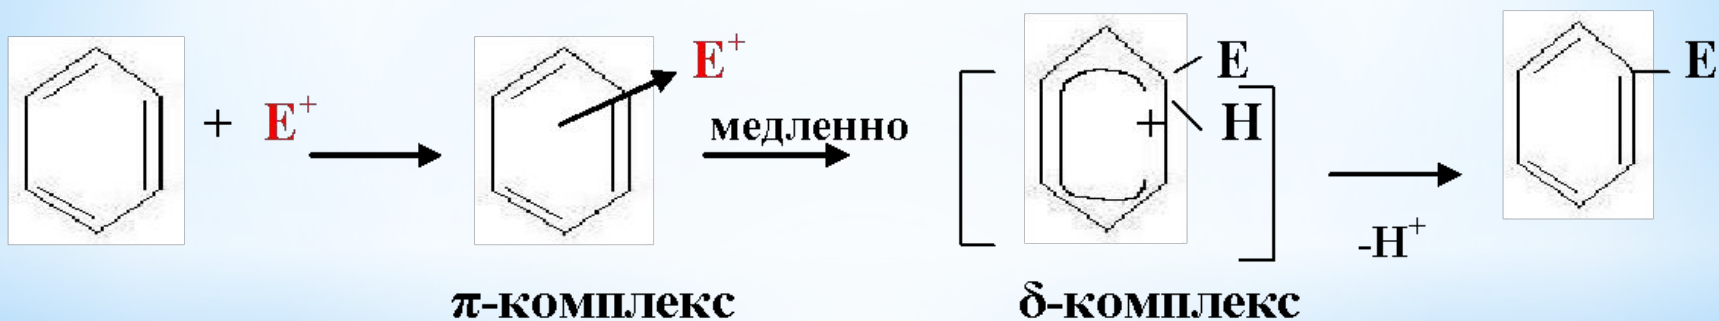 + E⁺
E⁺
медленно
E
+ H
-H⁺
E
π-комплекс
δ-комплекс